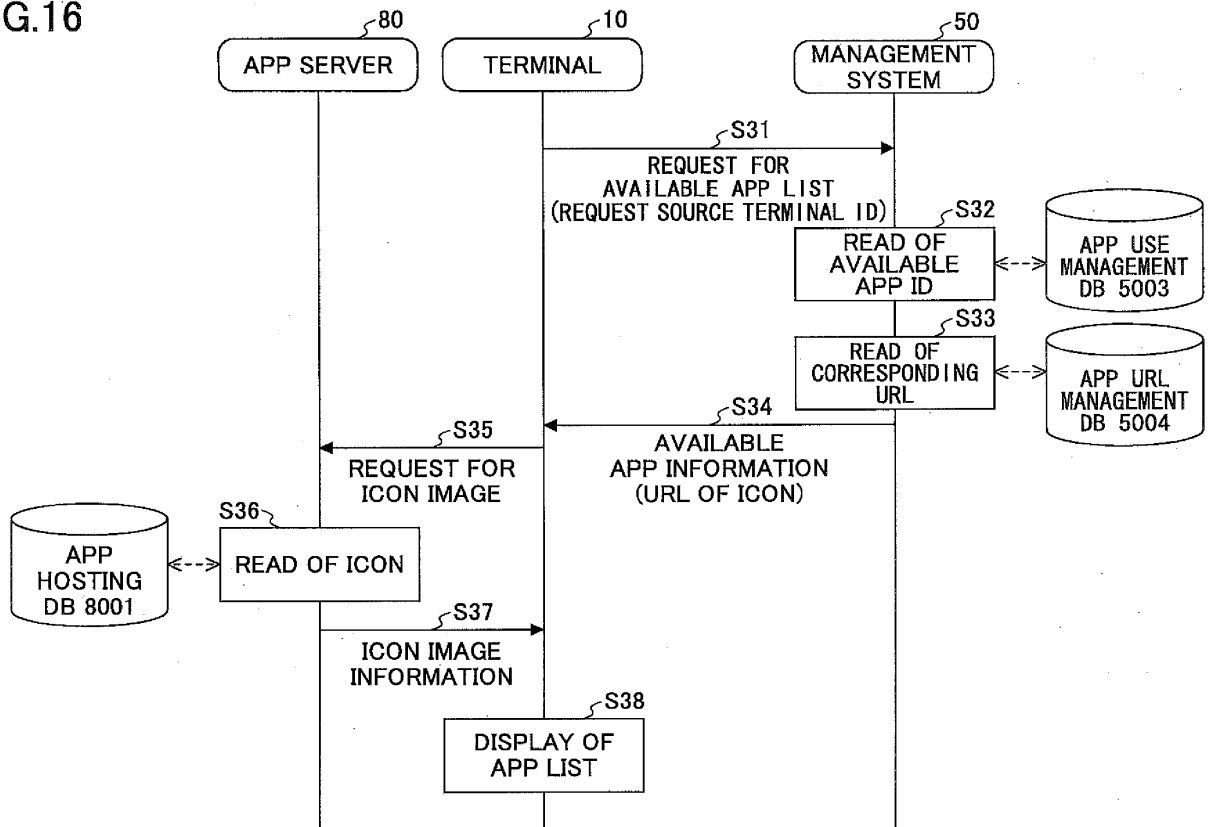 G.16
80
10
50
APP SERVER
TERMINAL
MANAGEMENT
SYSTEM
S31
REQUEST FOR
AVAILABLE APP LIST
(REQUEST SOURCE TERMINAL ID)
S32
READ OF
AVAILABLE
APP ID
APP USE
MANAGEMENT
DB 5003
S33
READ OF
CORRESPONDING
URL
APP URL
MANAGEMENT
DB 5004
S34
AVAILABLE
APP INFORMATION
(URL OF ICON)
S35
REQUEST FOR
ICON IMAGE
S36
READ OF ICON
APP
HOSTING
DB 8001
S37
ICON IMAGE
INFORMATION
S38
DISPLAY OF
APP LIST